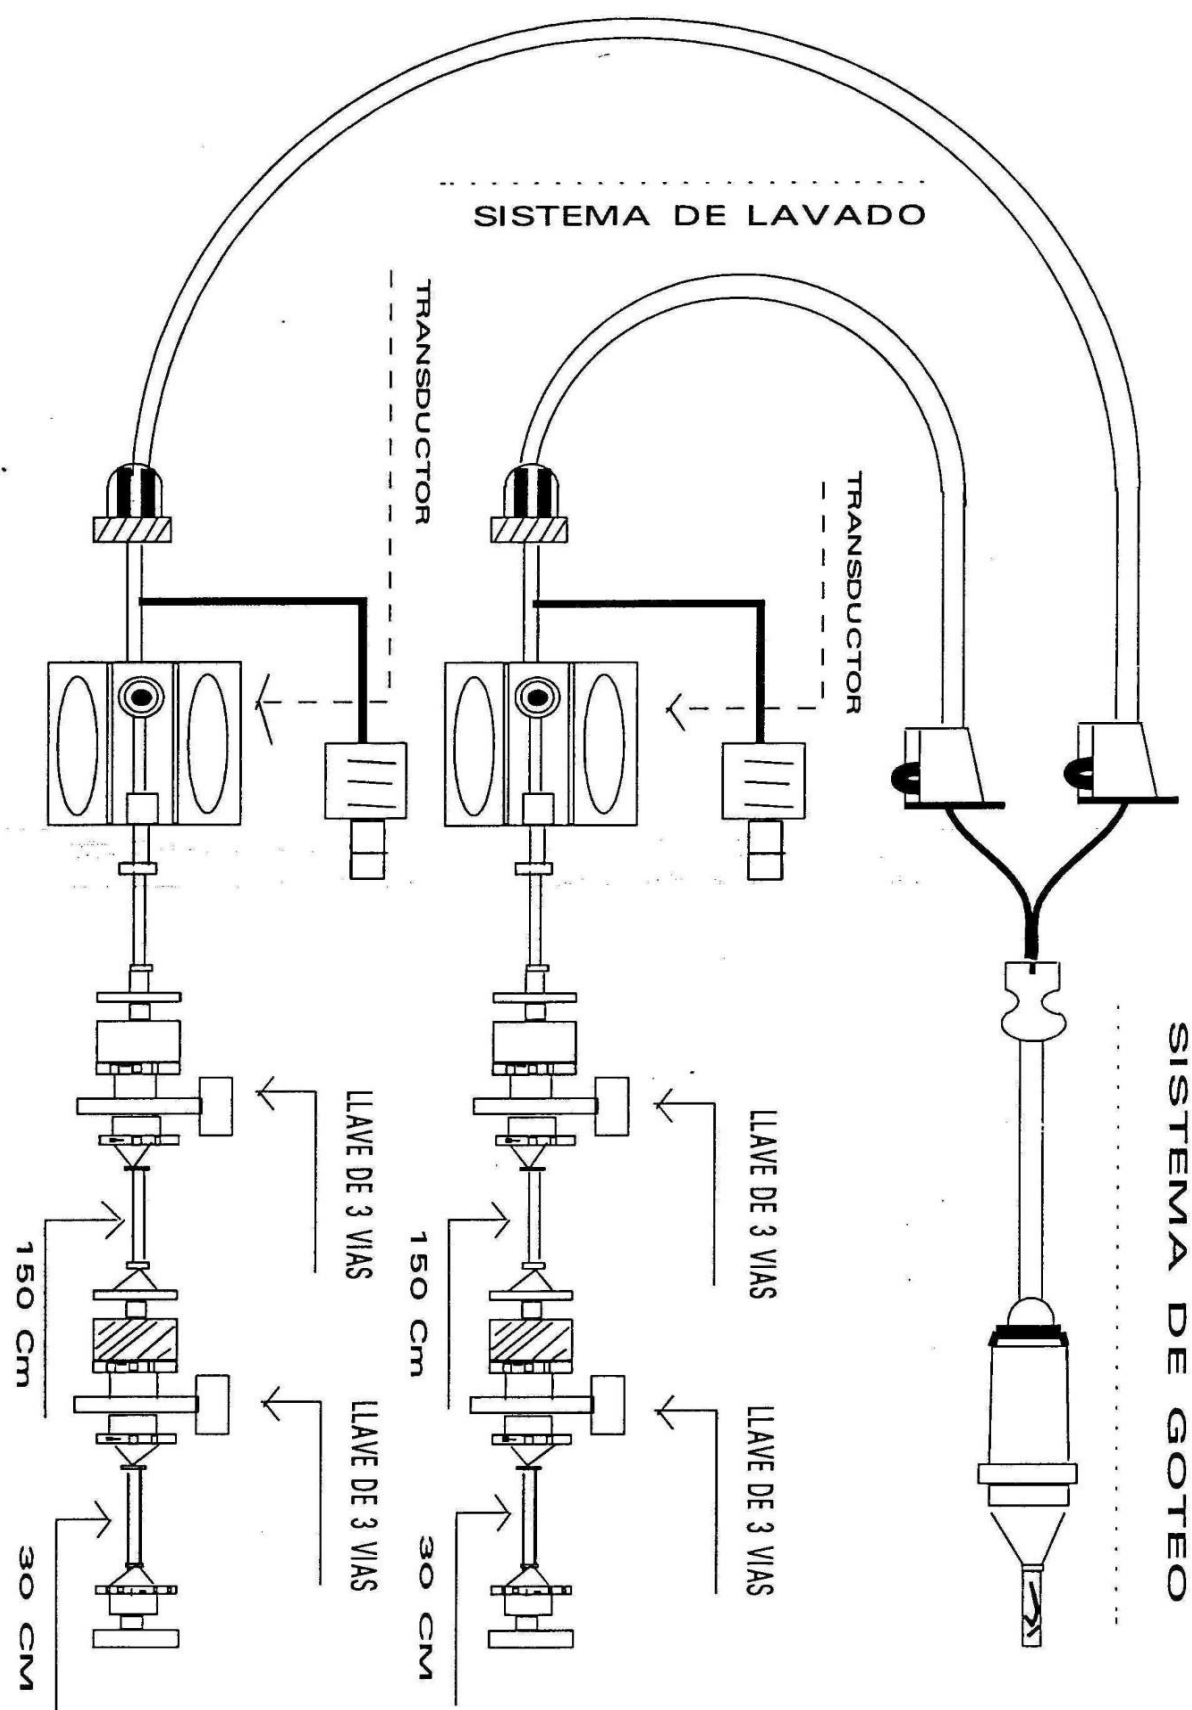 SISTEMA DE LAVADO
TRANSDUCTOR
TRANSDUCTOR
SISTEMA DE GOTEO
LLAVE DE 3 VIAS
LLAVE DE 3 VIAS
150 Cm
150 Cm
LLAVE DE 3 VIAS
LLAVE DE 3 VIAS
30 CM
30 CM